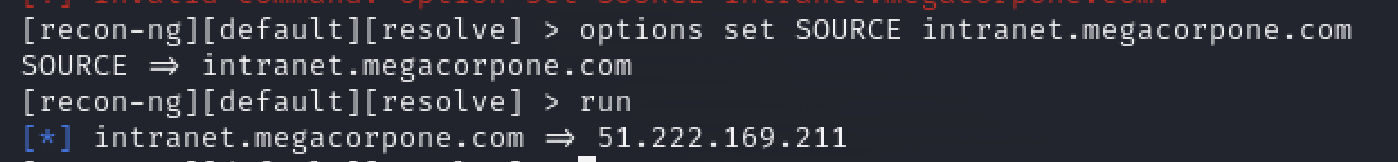 [recon-ng][default][resolve] > options set SOURCE intranet.megacorpone.com
SOURCE ⇒ intranet.megacorpone.com
[recon-ng][default][resolve] > run
[*] intranet.megacorpone.com ⇒ 51.222.169.211